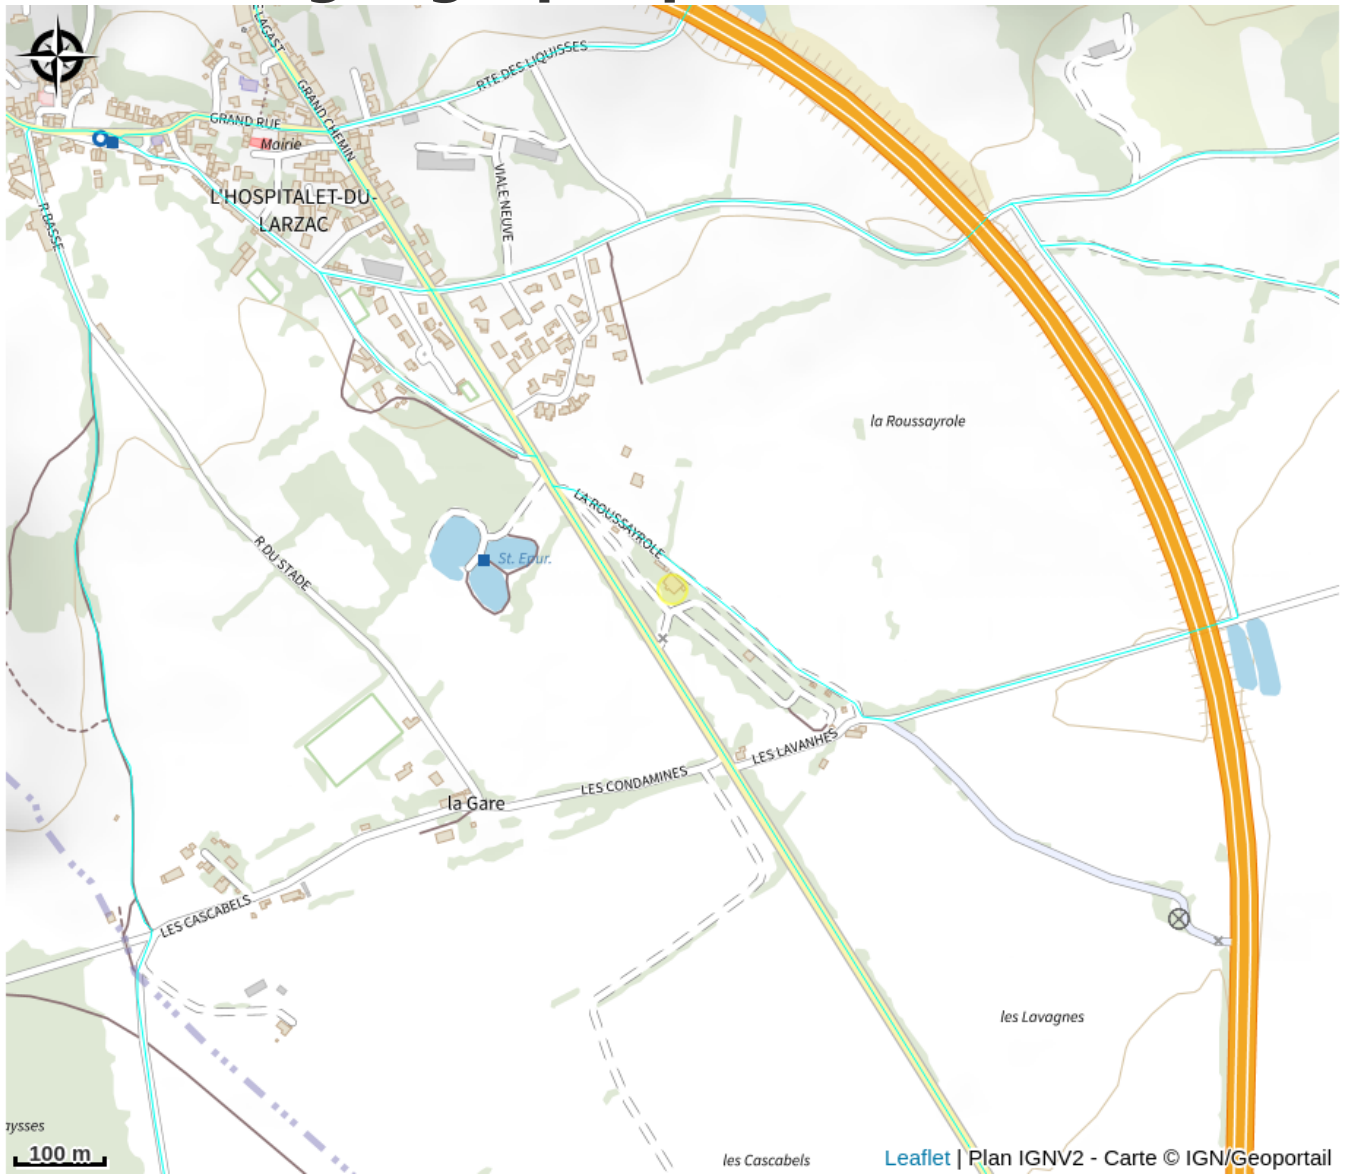 LAGAST
RTE DES LIQUISSES
GRAND CHEMIN
GRAND RUE
Mairie
VIALE NEUVE
L'HOSPITALET-DU-
LARZAC
R BASSE
la Roussayrole
LA ROUSSAYROLE
R DU STADE
St. Epur.
LES LAVANHES
LES CONDAMINES
la Gare
LES CASCABELS
les Lavagnes
aysses
100 m
les Cascabels
Leaflet | Plan IGNV2 - Carte © IGN/Geoportail